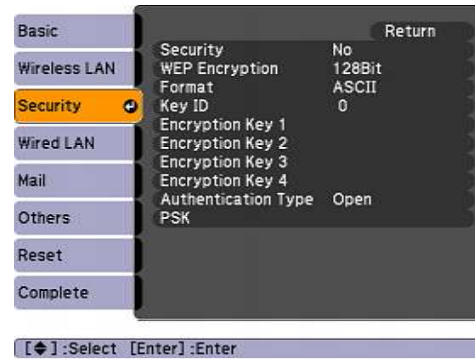 Basic
Wireless LAN
Security
Wired LAN
Mail
Others
Reset
Complete
Return
Security No
WEP Encryption 128Bit
Format ASCII
Key ID 0
Encryption Key 1
Encryption Key 2
Encryption Key 3
Encryption Key 4
Authentication Type Open
PSK
[◆]:Select [Enter]:Enter